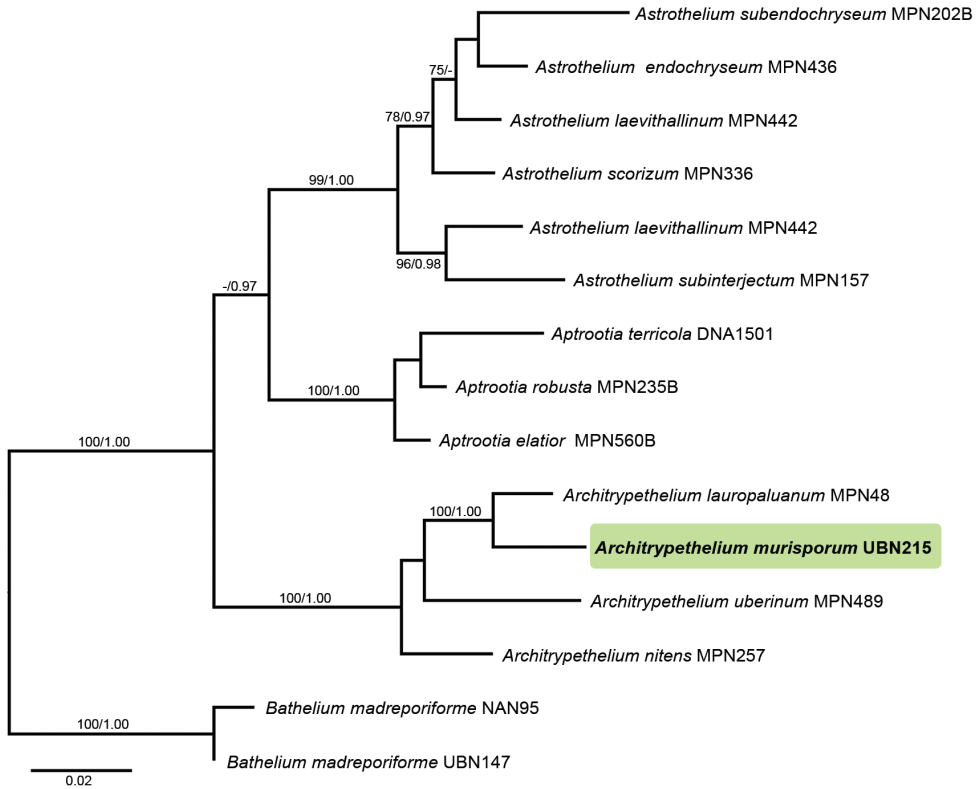 Astrothelium subendochryseum MPN202B
Astrothelium endochryseum MPN436
75/-
Astrothelium laevithallinum MPN442
78/0.97
Astrothelium scorizum MPN336
99/1.00
Astrothelium laevithallinum MPN442
96/0.98
Astrothelium subinterjectum MPN157
-/0.97
Aptrootia terricola DNA1501
Aptrootia robusta MPN235B
100/1.00
Aptrootia elatior MPN560B
100/1.00
Architrypethelium lauropaluanum MPN48
100/1.00
Architrypethelium murisporum UBN215
Architrypethelium uberinum MPN489
100/1.00
Architrypethelium nitens MPN257
Bathelium madreporiforme NAN95
100/1.00
Bathelium madreporiforme UBN147
0.02